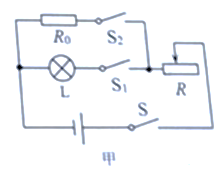 R₀ S₂
L S₁ R
S
甲